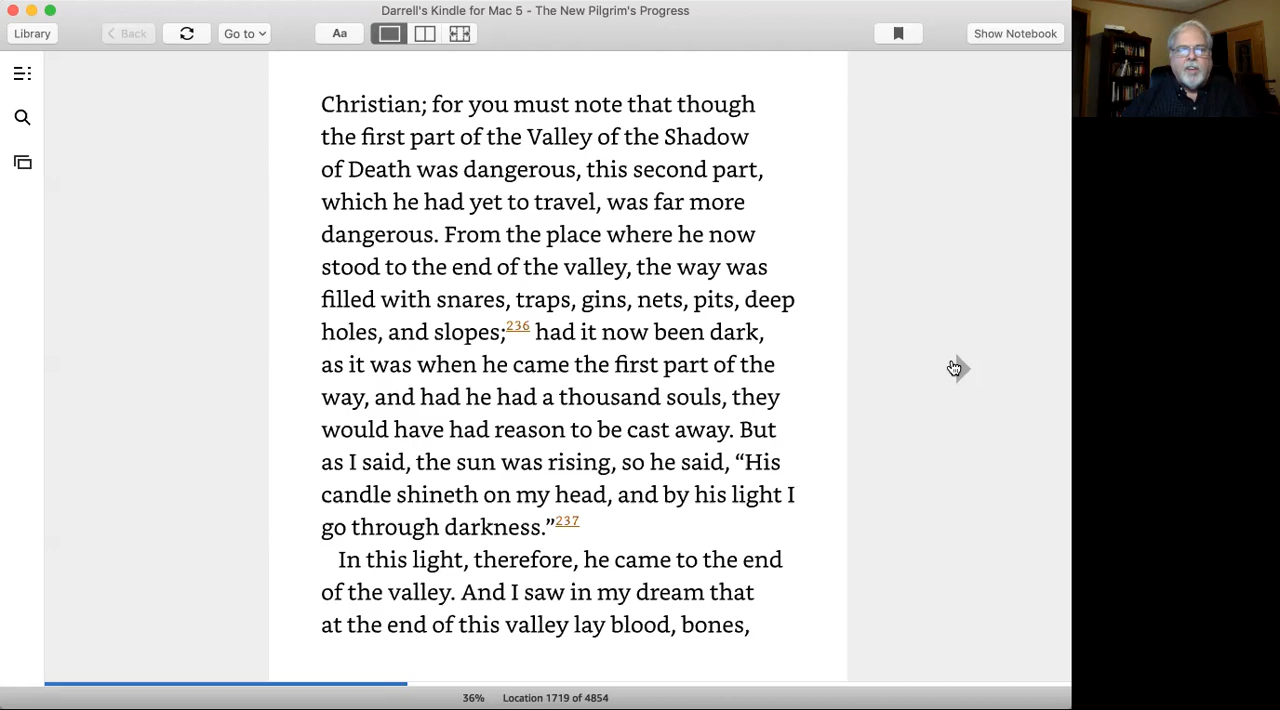 Darrell's Kindle for Mac 5 - The New Pilgrim's Progress
Library
Back
Go to
Aa
Show Notebook
Christian; for you must note that though
the first part of the Valley of the Shadow
of Death was dangerous, this second part,
which he had yet to travel, was far more
dangerous. From the place where he now
stood to the end of the valley, the way was
filled with snares, traps, gins, nets, pits, deep
holes, and slopes;236 had it now been dark,
as it was when he came the first part of the
way, and had he had a thousand souls, they
would have had reason to be cast away. But
as I said, the sun was rising, so he said, “His
candle shineth on my head, and by his light I
go through darkness.”237
In this light, therefore, he came to the end
of the valley. And I saw in my dream that
at the end of this valley lay blood, bones,
36%
Location 1719 of 4854